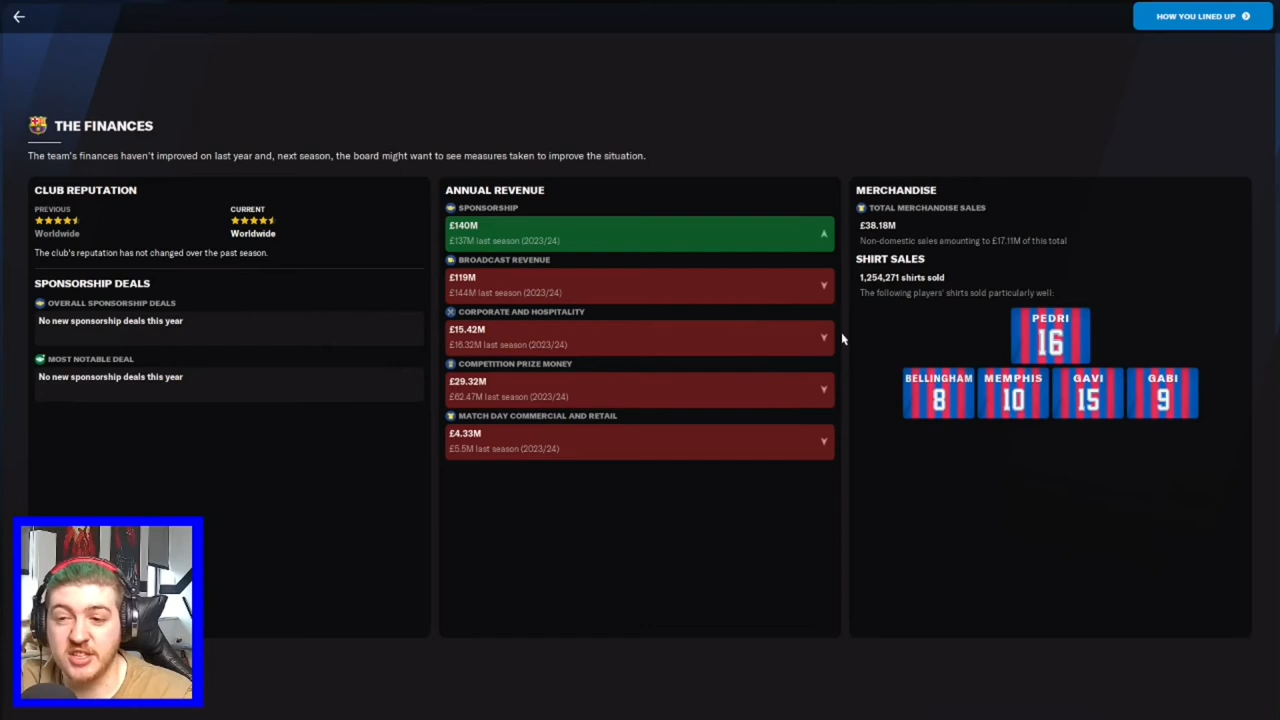 HOW YOU LINED UP
THE FINANCES
The team's finances haven't improved on last year and, next season, the board might want to see measures taken to improve the situation.
CLUB REPUTATION
PREVIOUS
CURRENT
Worldwide
Worldwide
The club's reputation has not changed over the past season.
SPONSORSHIP DEALS
OVERALL SPONSORSHIP DEALS
No new sponsorship deals this year
MOST NOTABLE DEAL
No new sponsorship deals this year
ANNUAL REVENUE
SPONSORSHIP
£140M
£137M last season (2023/24)
BROADCAST REVENUE
£119M
£144M last season (2023/24)
CORPORATE AND HOSPITALITY
£15.42M
£16.32M last season (2023/24)
COMPETITION PRIZE MONEY
£29.32M
£62.47M last season (2023/24)
MATCH DAY COMMERCIAL AND RETAIL
£4.33M
£5.5M last season (2023/24)
MERCHANDISE
TOTAL MERCHANDISE SALES
£38.18M
Non-domestic sales amounting to £17.11M of this total
SHIRT SALES
1,254,271 shirts sold
The following players' shirts sold particularly well:
PEDRI
16
BELLINGHAM MEMPHIS GAVI GABI
8 10 15 9